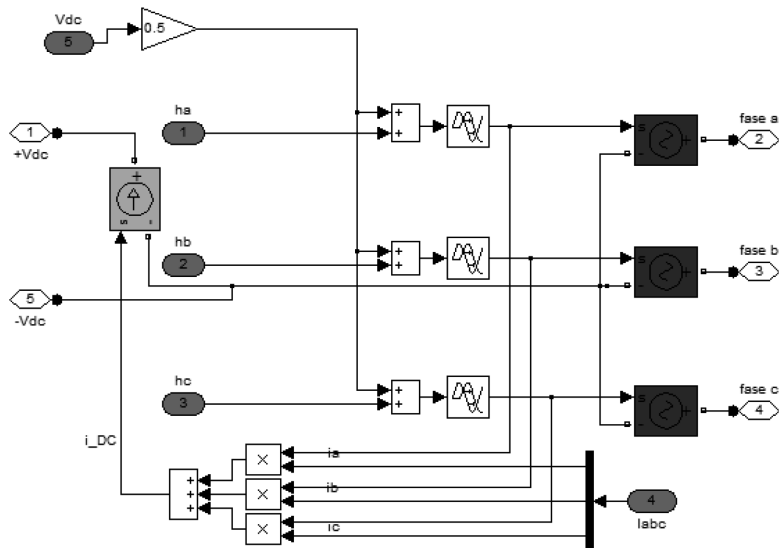 Vdc
5
0.5
ha
1
+
+
fase a
1
+Vdc
s
+
-
2
+
s
-
hb
2
+
+
fase b
s
+
-
3
5
-Vdc
hc
3
+
+
fase c
s
+
-
4
i_DC
ia
×
+
+
+
ib
×
4
ic
×
Iabc